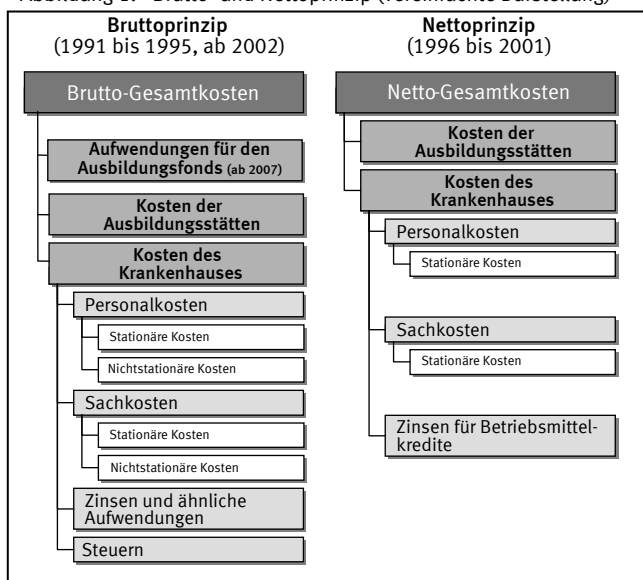 Abbildung 1: Brutto- und Nettoprinzip (vereinfachte Darstellung)
Bruttoprinzip
(1991 bis 1995, ab 2002)
Brutto-Gesamtkosten
Aufwendungen für den
Ausbildungsfonds (ab 2007)
Kosten der
Ausbildungsstätten
Kosten des
Krankenhauses
Personalkosten
Stationäre Kosten
Nichtstationäre Kosten
Sachkosten
Stationäre Kosten
Nichtstationäre Kosten
Zinsen und ähnliche
Aufwendungen
Steuern
Nettoprinzip
(1996 bis 2001)
Netto-Gesamtkosten
Kosten der
Ausbildungsstätten
Kosten des
Krankenhauses
Personalkosten
Stationäre Kosten
Sachkosten
Stationäre Kosten
Zinsen für Betriebsmittel-
kredite